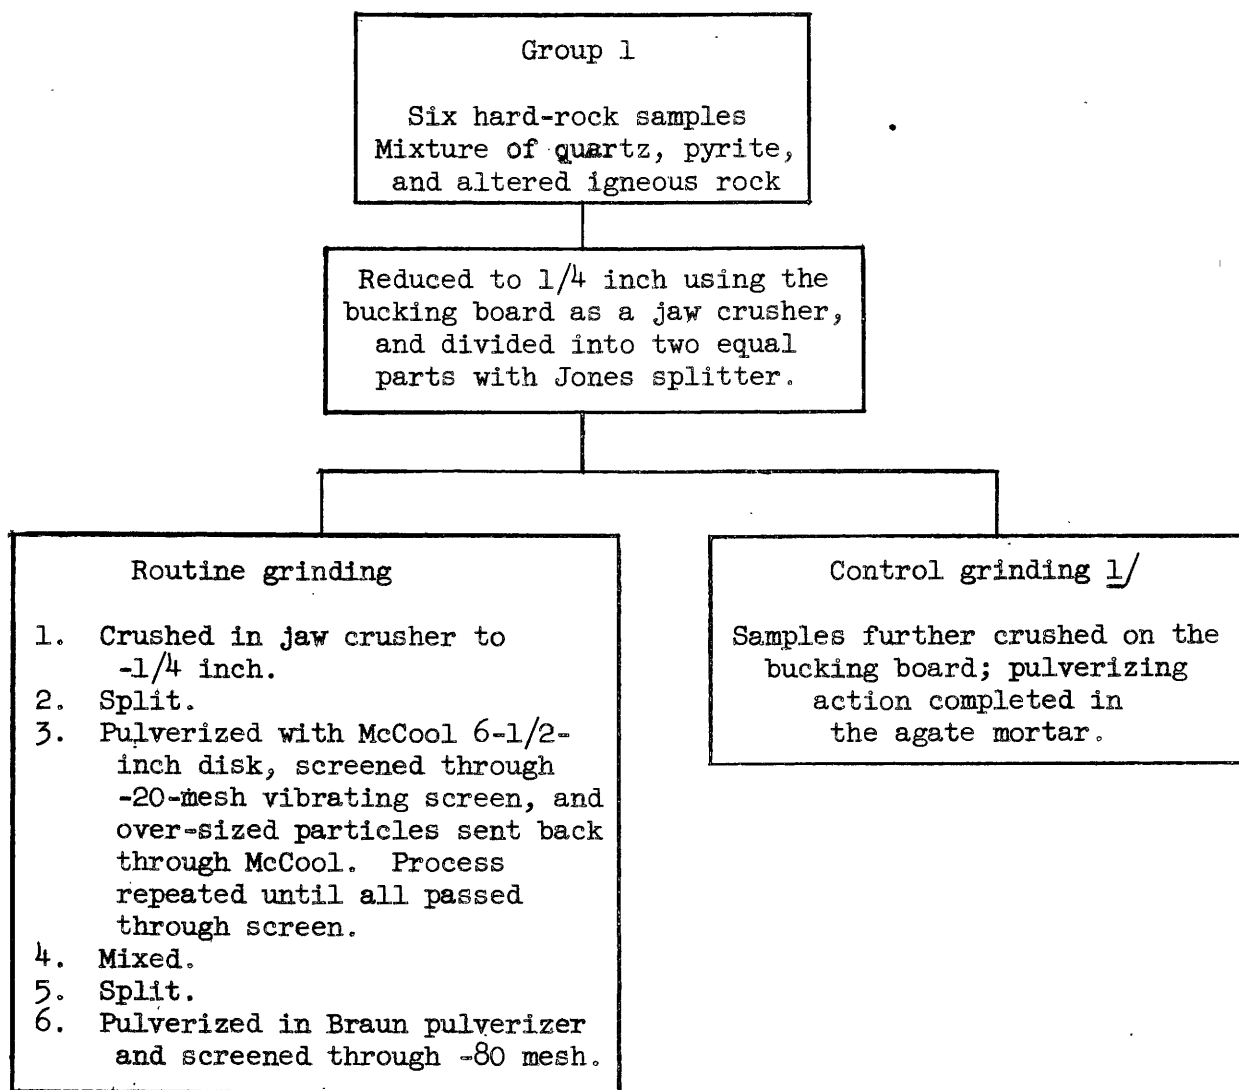 Group 1
Six hard-rock samples
Mixture of quartz, pyrite,
and altered igneous rock
Reduced to 1/4 inch using the
bucking board as a jaw crusher,
and divided into two equal
parts with Jones splitter.
Routine grinding
1. Crushed in jaw crusher to
-1/4 inch.
2. Split.
3. Pulverized with McCool 6-1/2-
inch disk, screened through
-20-mesh vibrating screen, and
over-sized particles sent back
through McCool. Process
repeated until all passed
through screen.
4. Mixed.
5. Split.
6. Pulverized in Braun pulverizer
and screened through -80 mesh.
Control grinding 1/
Samples further crushed on the
bucking board; pulverizing
action completed in
the agate mortar.